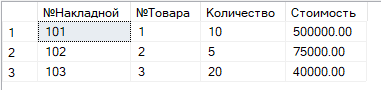 №Накладной №Товара Количество Стоимость
1 101 1 10 500000.00
2 102 2 5 75000.00
3 103 3 20 40000.00